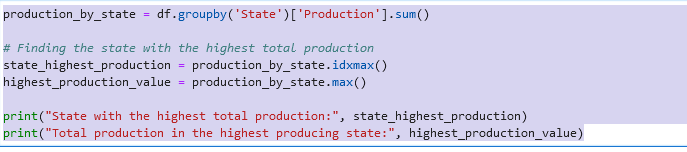 production_by_state = df.groupby('State')['Production'].sum()
# Finding the state with the highest total production
state_highest_production = production_by_state.idxmax()
highest_production_value = production_by_state.max()
print("State with the highest total production:", state_highest_production)
print("Total production in the highest producing state:", highest_production_value)